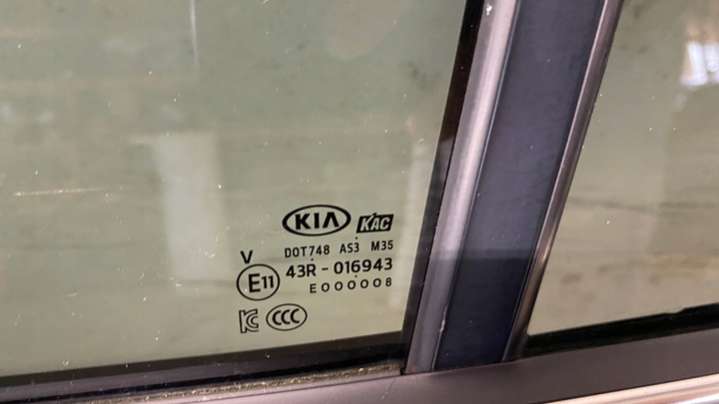 KIA KAC
DOT748 AS3 M35
V
43R - 016943
E11
E000008
KC CCC